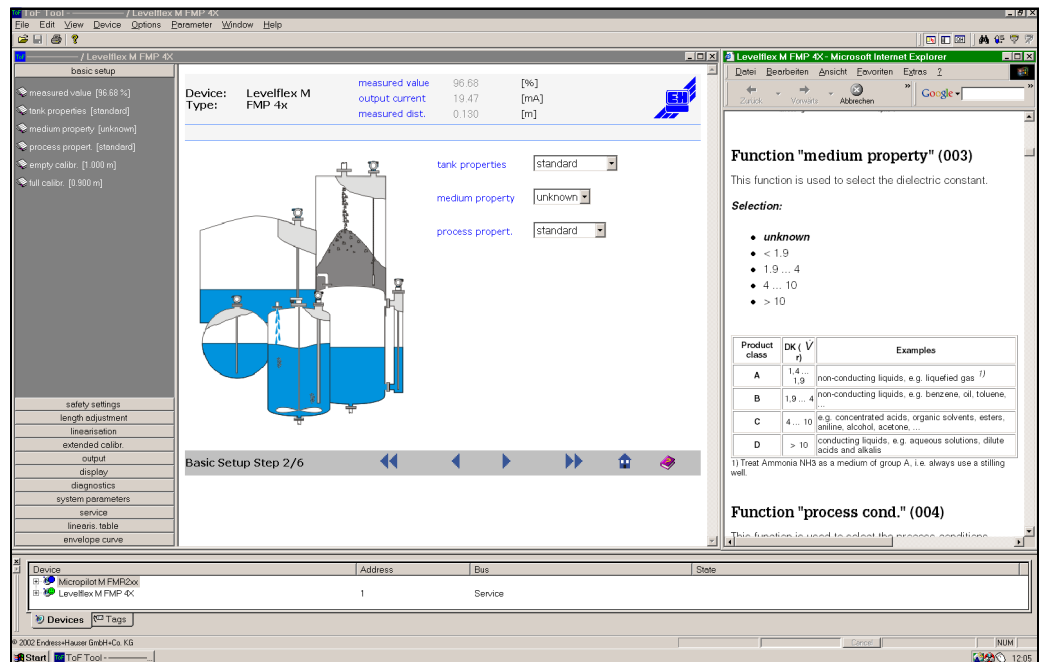 ToF Tool - ———— / Levelflex M FMP 4X
File Edit View Device Options Parameter Window Help
———— / Levelflex M FMP 4X
basic setup
measured value [96.68 %]
tank properties [standard]
medium property [unknown]
process propert. [standard]
empty calibr. [1.000 m]
full calibr. [0.900 m]
safety settings
length adjustment
linearisation
extended calibr.
output
display
diagnostics
system parameters
service
linearis. table
envelope curve
Device: Levelflex M
Type: FMP 4x
measured value 96.68 [%]
output current 19.47 [mA]
measured dist. 0.130 [m]
EH
tank properties standard
medium property unknown
process propert. standard
Basic Setup Step 2/6
Levelflex M FMP 4X - Microsoft Internet Explorer
Datei Bearbeiten Ansicht Favoriten Extras ?
Zurück Vorwärts Abbrechen » Google »
Function "medium property" (003)
This function is used to select the dielectric constant.
Selection:
• unknown
• < 1.9
• 1.9 ... 4
• 4 ... 10
• > 10
Product class DK ( V r) Examples
A 1,4 ... 1,9 non-conducting liquids, e.g. liquefied gas 1)
B 1,9 ... 4 non-conducting liquids, e.g. benzene, oil, toluene, ...
C 4 ... 10 e.g. concentrated acids, organic solvents, esters, aniline, alcohol, acetone, ...
D > 10 conducting liquids, e.g. aqueous solutions, dilute acids and alkalis
1) Treat Ammonia NH3 as a medium of group A, i.e. always use a stilling
well.
Function "process cond." (004)
This function is used to select the process conditions
Device Address Bus State
Micropilot M FMR2xx
Levelflex M FMP 4X 1 Service
Devices Tags
© 2002 Endress+Hauser GmbH+Co. KG Cancel NUM
Start ToF Tool - ————... 12:05